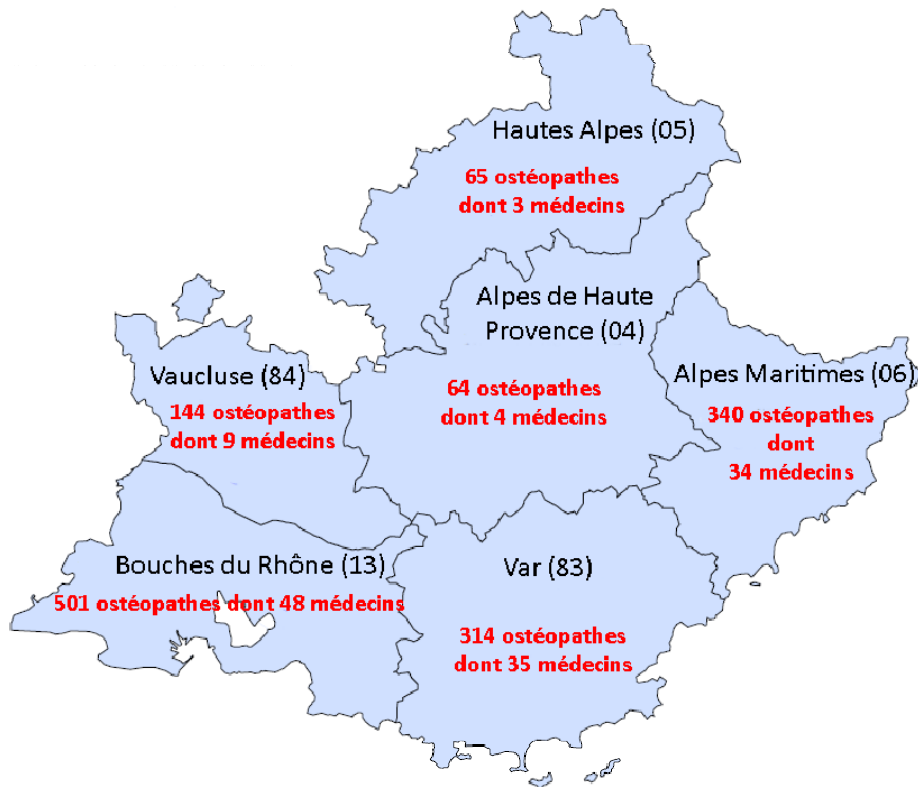 Hautes Alpes (05)
65 ostéopathes
dont 3 médecins
Alpes de Haute
Provence (04)
64 ostéopathes
dont 4 médecins
Vaucluse (84)
144 ostéopathes
dont 9 médecins
Alpes Maritimes (06)
340 ostéopathes
dont
34 médecins
Bouches du Rhône (13)
501 ostéopathes dont 48 médecins
Var (83)
314 ostéopathes
dont 35 médecins